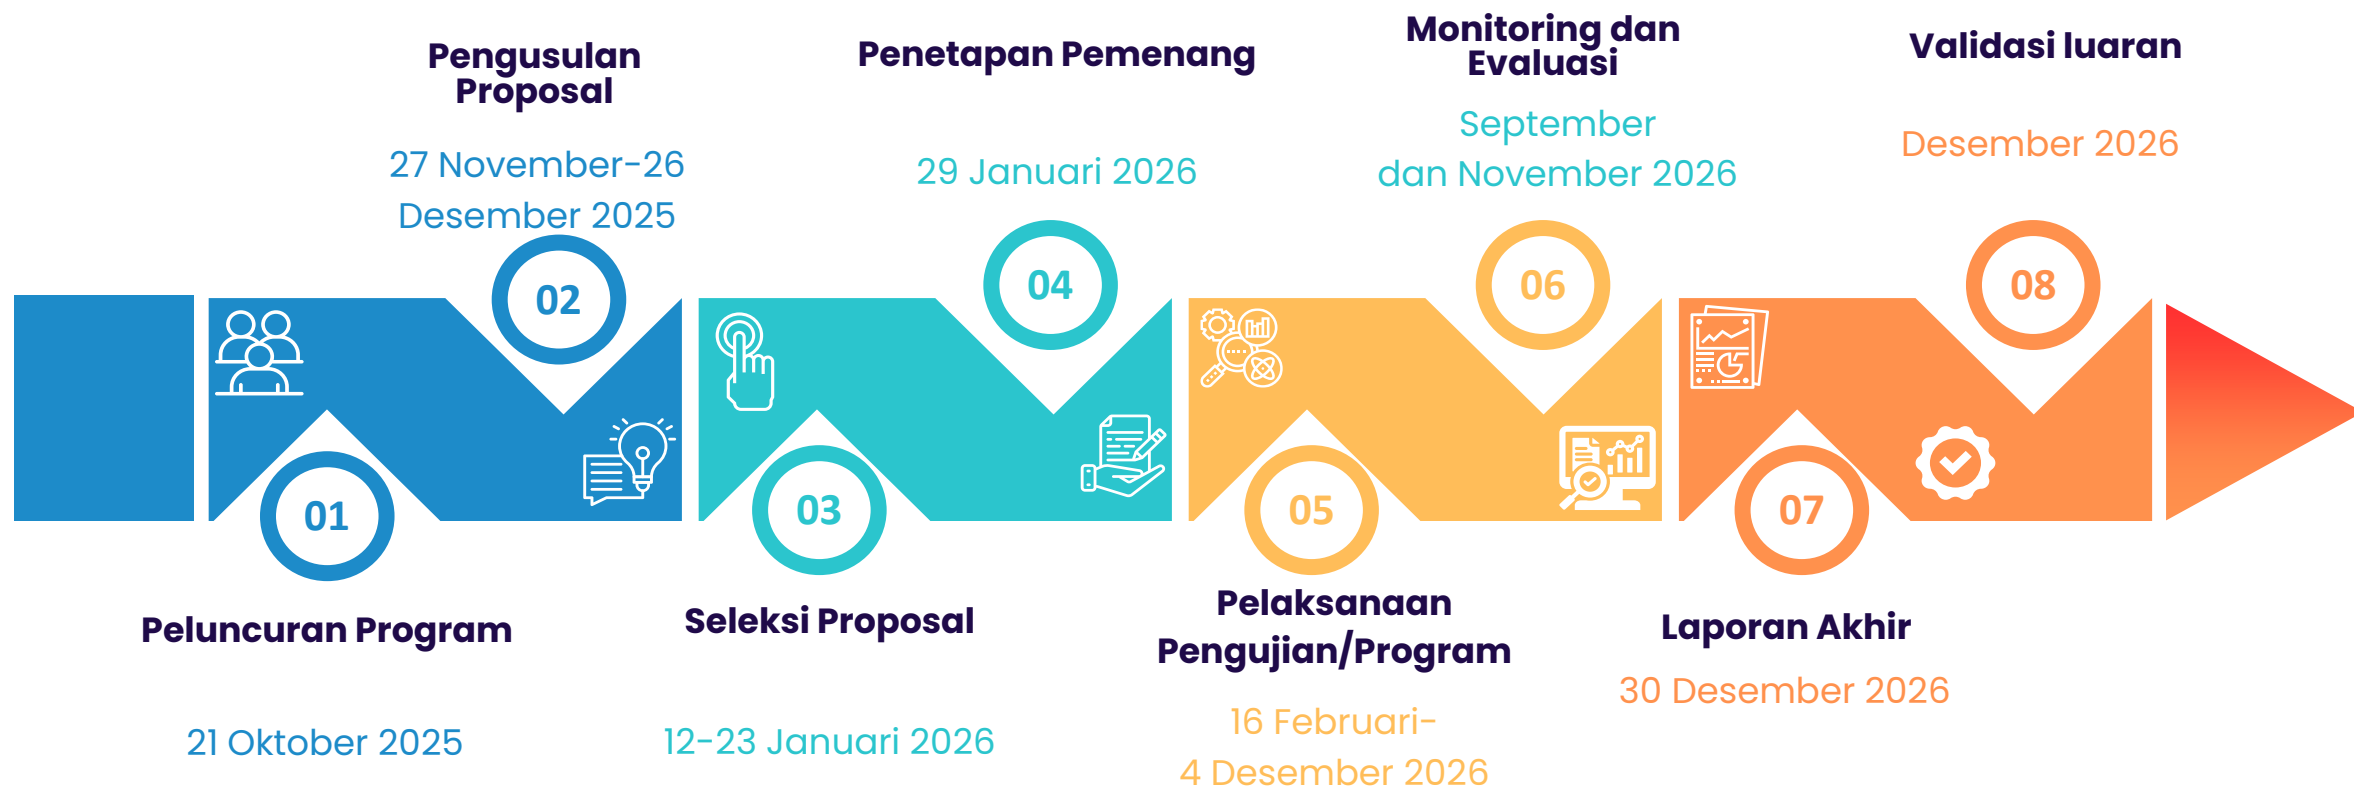 01
Peluncuran Program
21 Oktober 2025
Pengusulan
Proposal
27 November-26
Desember 2025
02
03
Seleksi Proposal
12-23 Januari 2026
Penetapan Pemenang
29 Januari 2026
04
05
Pelaksanaan
Pengujian/Program
16 Februari-
4 Desember 2026
Monitoring dan
Evaluasi
September
dan November 2026
06
07
Laporan Akhir
30 Desember 2026
Validasi luaran
Desember 2026
08